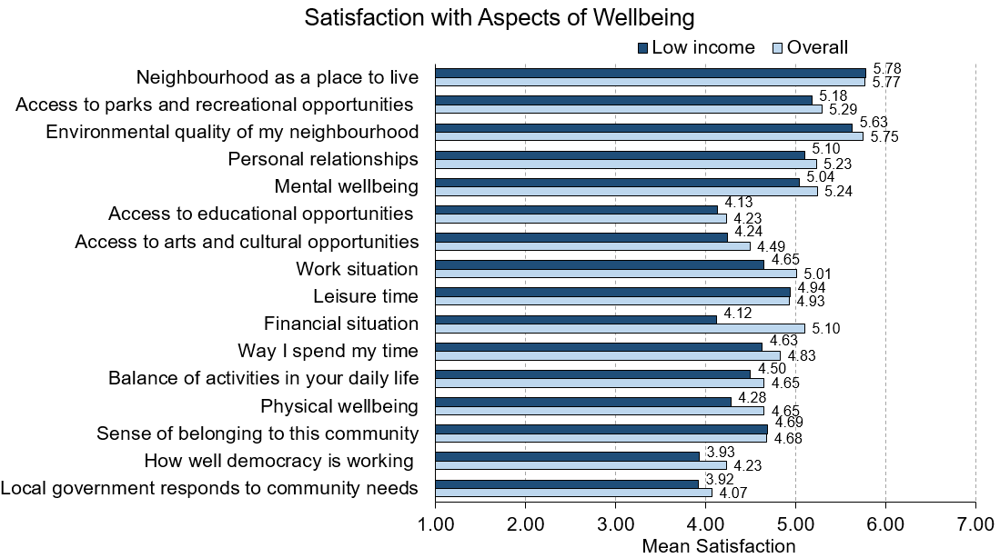 Satisfaction with Aspects of Wellbeing
Low income Overall
Neighbourhood as a place to live 5.78 5.77
Access to parks and recreational opportunities 5.18 5.29
Environmental quality of my neighbourhood 5.63 5.75
Personal relationships 5.10 5.23
Mental wellbeing 5.04 5.24
Access to educational opportunities 4.13 4.23
Access to arts and cultural opportunities 4.24 4.49
Work situation 4.65 5.01
Leisure time 4.94 4.93
Financial situation 4.12 5.10
Way I spend my time 4.63 4.83
Balance of activities in your daily life 4.50 4.65
Physical wellbeing 4.28 4.65
Sense of belonging to this community 4.69 4.68
How well democracy is working 3.93 4.23
Local government responds to community needs 3.92 4.07
1.00 2.00 3.00 4.00 5.00 6.00 7.00
Mean Satisfaction